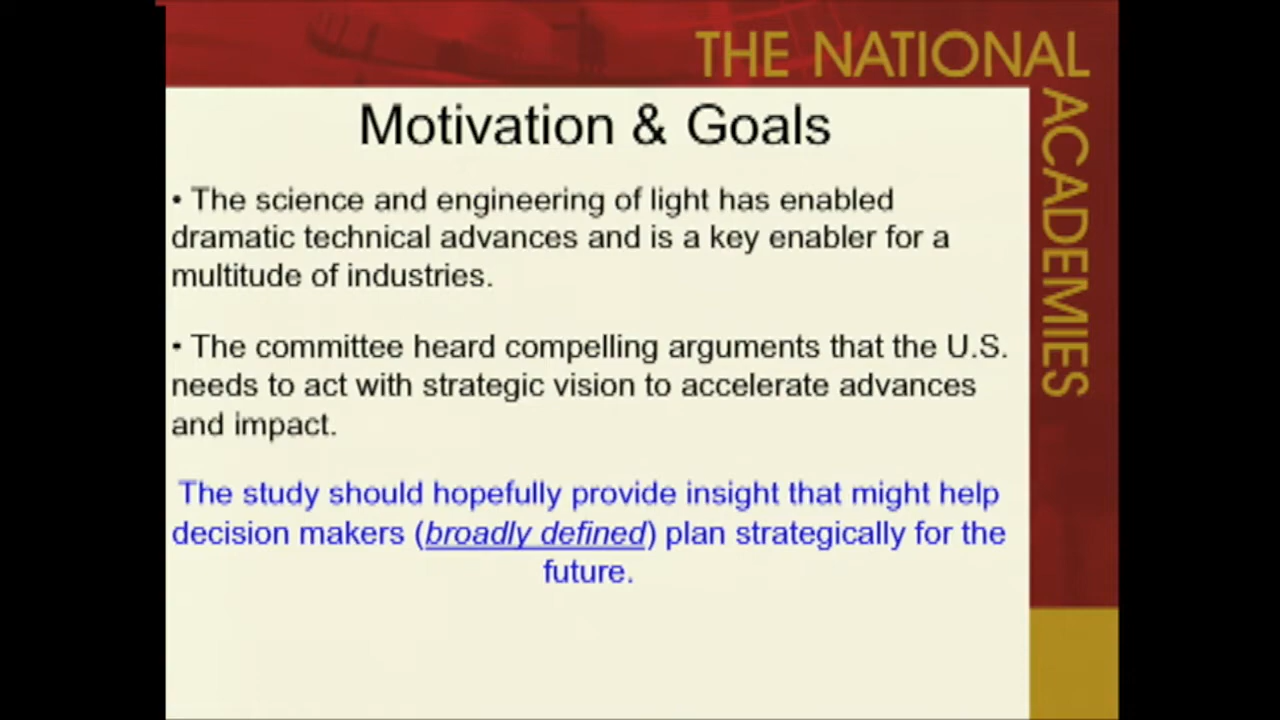 THE NATIONAL
ACADEMIES
Motivation & Goals
• The science and engineering of light has enabled
dramatic technical advances and is a key enabler for a
multitude of industries.
• The committee heard compelling arguments that the U.S.
needs to act with strategic vision to accelerate advances
and impact.
The study should hopefully provide insight that might help
decision makers (broadly defined) plan strategically for the
future.